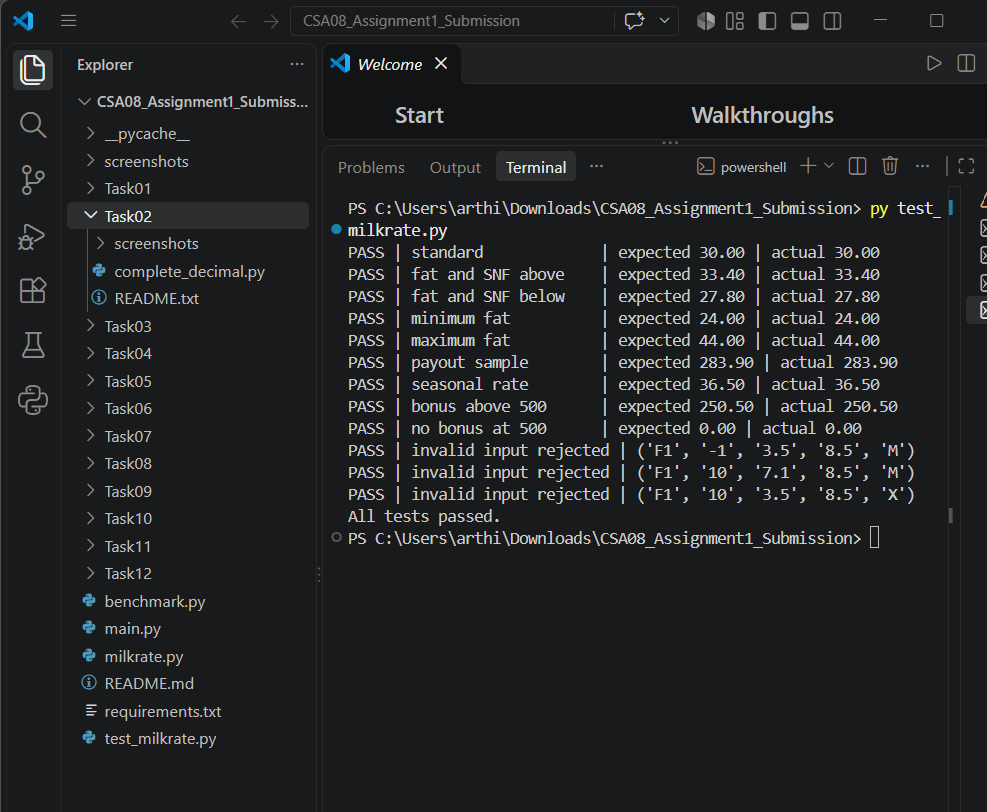 CSA08_Assignment1_Submission
Explorer
CSA08_Assignment1_Submiss...
__pycache__
screenshots
Task01
Task02
screenshots
complete_decimal.py
README.txt
Task03
Task04
Task05
Task06
Task07
Task08
Task09
Task10
Task11
Task12
benchmark.py
main.py
milkrate.py
README.md
requirements.txt
test_milkrate.py
Welcome
Start
Walkthroughs
Problems Output Terminal
powershell
PS C:\Users\arthi\Downloads\CSA08_Assignment1_Submission> py test_
milkrate.py
PASS | standard             | expected 30.00 | actual 30.00
PASS | fat and SNF above    | expected 33.40 | actual 33.40
PASS | fat and SNF below    | expected 27.80 | actual 27.80
PASS | minimum fat          | expected 24.00 | actual 24.00
PASS | maximum fat          | expected 44.00 | actual 44.00
PASS | payout sample        | expected 283.90 | actual 283.90
PASS | seasonal rate        | expected 36.50 | actual 36.50
PASS | bonus above 500      | expected 250.50 | actual 250.50
PASS | no bonus at 500      | expected 0.00 | actual 0.00
PASS | invalid input rejected | ('F1', '-1', '3.5', '8.5', 'M')
PASS | invalid input rejected | ('F1', '10', '7.1', '8.5', 'M')
PASS | invalid input rejected | ('F1', '10', '3.5', '8.5', 'X')
All tests passed.
PS C:\Users\arthi\Downloads\CSA08_Assignment1_Submission>